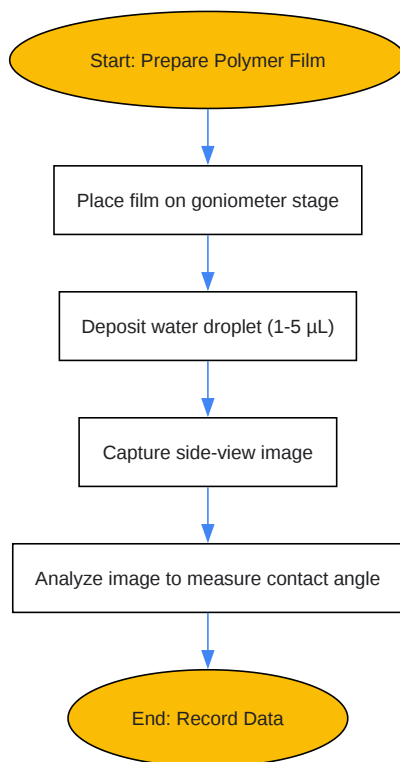 Start: Prepare Polymer Film
Place film on goniometer stage
Deposit water droplet (1-5 µL)
Capture side-view image
Analyze image to measure contact angle
End: Record Data